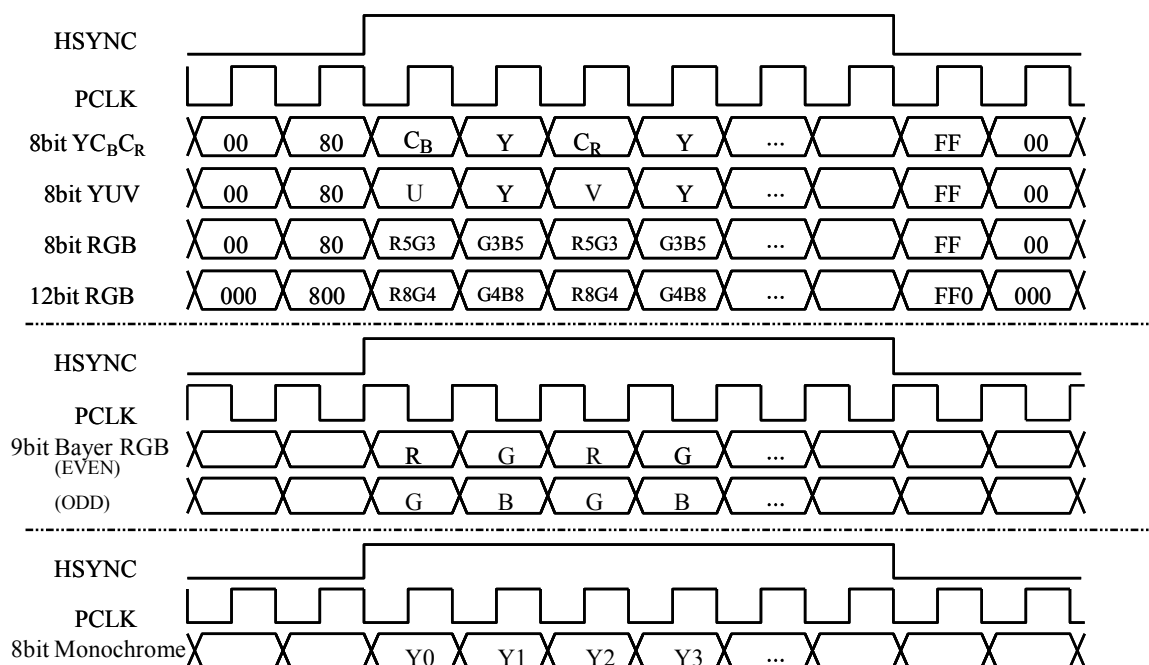 HSYNC
PCLK
8bit YCBCR 00 80 CB Y CR Y ... FF 00
8bit YUV 00 80 U Y V Y ... FF 00
8bit RGB 00 80 R5G3 G3B5 R5G3 G3B5 ... FF 00
12bit RGB 000 800 R8G4 G4B8 R8G4 G4B8 ... FF0 000
HSYNC
PCLK
9bit Bayer RGB
(EVEN) R G R G ...
(ODD) G B G B ...
HSYNC
PCLK
8bit Monochrome Y0 Y1 Y2 Y3 ...